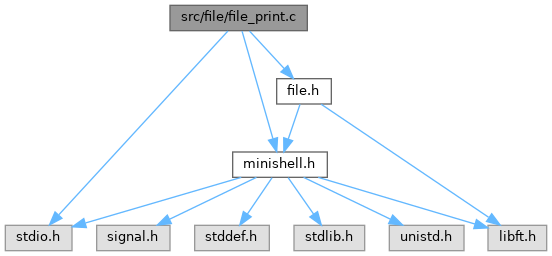 src/file/file_print.c
file.h
minishell.h
stdio.h
signal.h
stddef.h
stdlib.h
unistd.h
libft.h